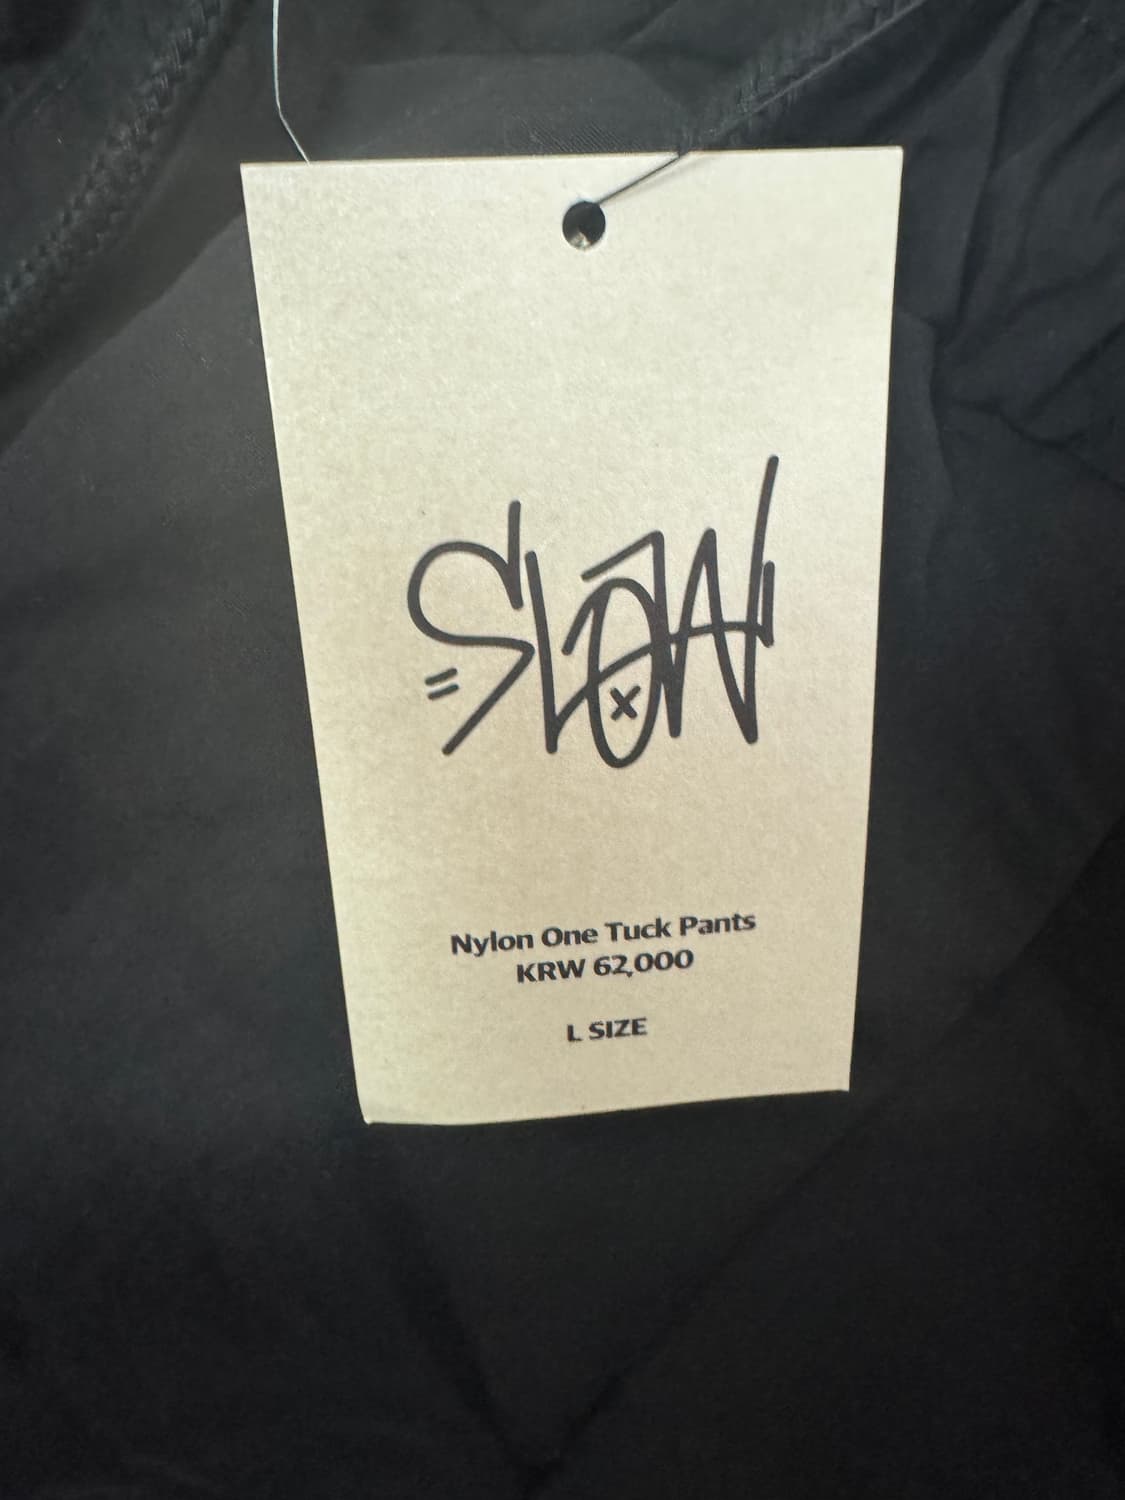 SLOW
Nylon One Tuck Pants
KRW 62,000
L SIZE